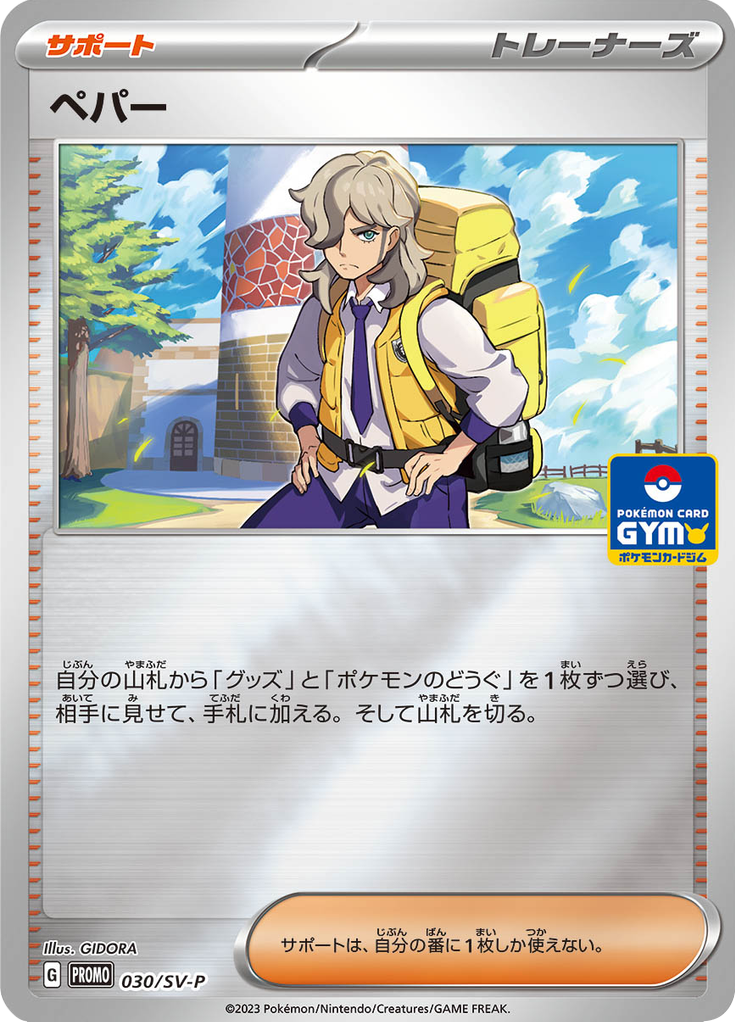 サポート
トレーナーズ
ペパー
POKÉMON CARD
GYM
ポケモンカードジム
自分の山札から「グッズ」と「ポケモンのどうぐ」を1枚ずつ選び、
相手に見せて、手札に加える。そして山札を切る。
Illus. GIDORA
サポートは、自分の番に1枚しか使えない。
G PROMO 030/SV-P
©2023 Pokémon/Nintendo/Creatures/GAME FREAK.